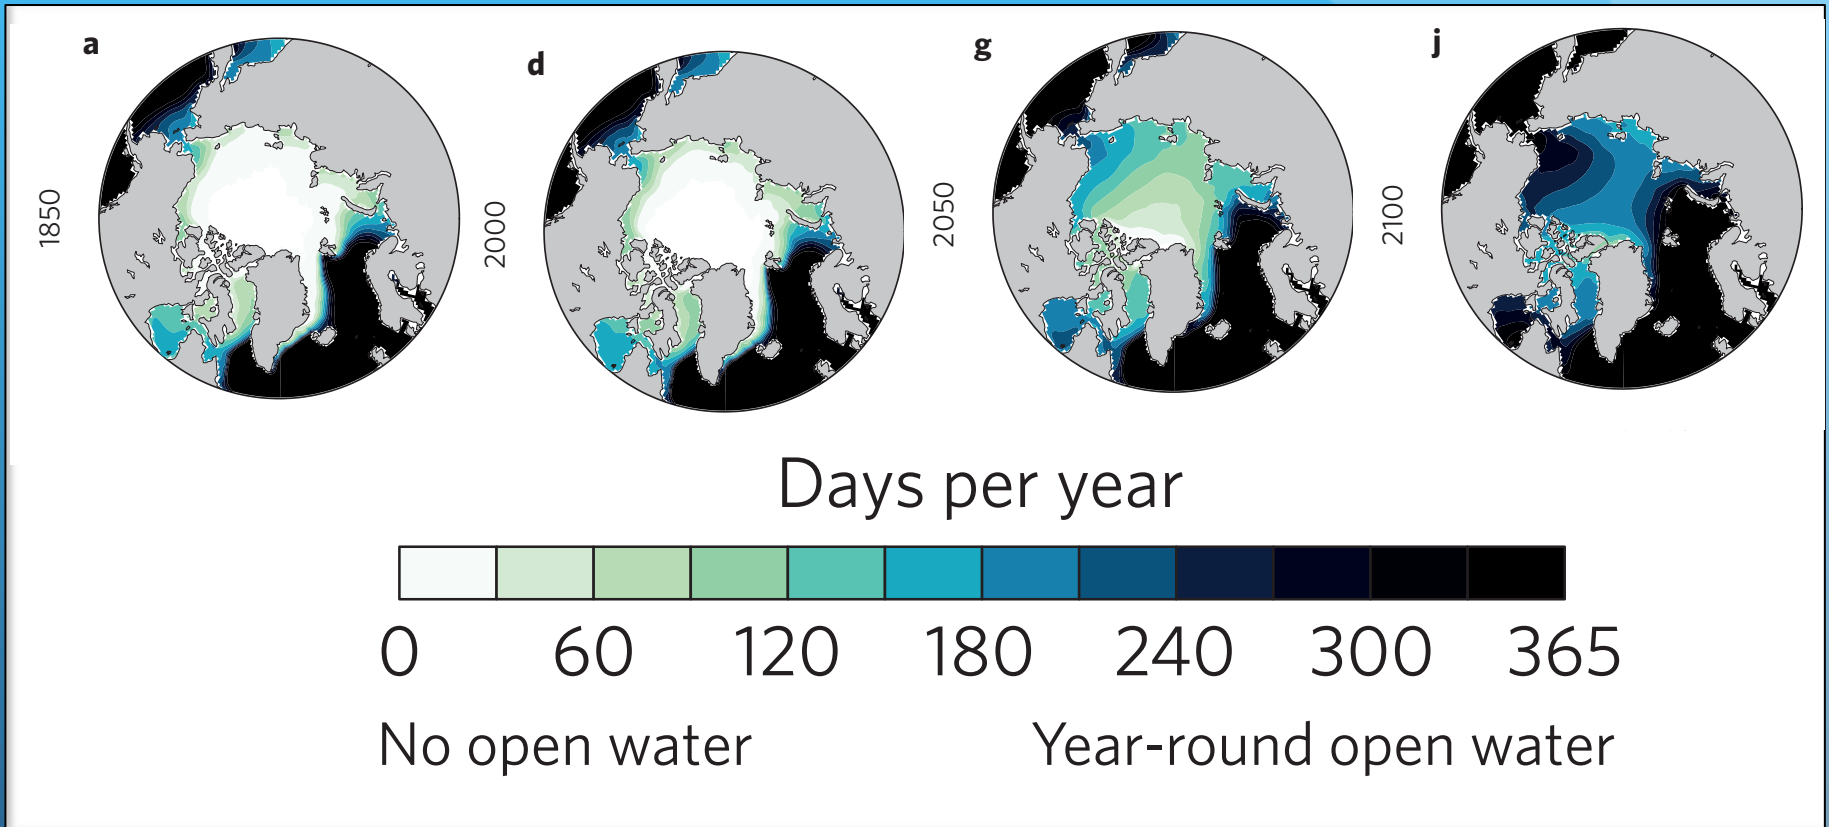 a
d
g
j
1850
2000
2050
2100
Days per year
0 60 120 180 240 300 365
No open water Year-round open water